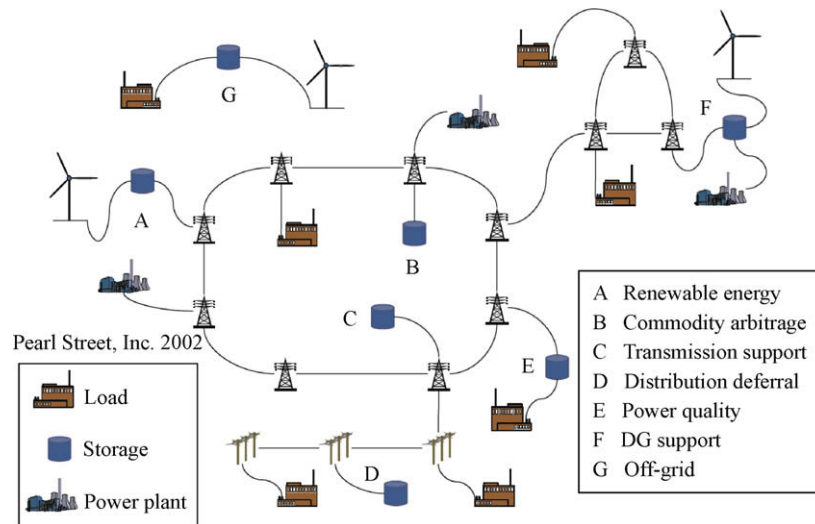 G
F
A
B
C
E
D
Pearl Street, Inc. 2002
Load
Storage
Power plant
A Renewable energy
B Commodity arbitrage
C Transmission support
D Distribution deferral
E Power quality
F DG support
G Off-grid